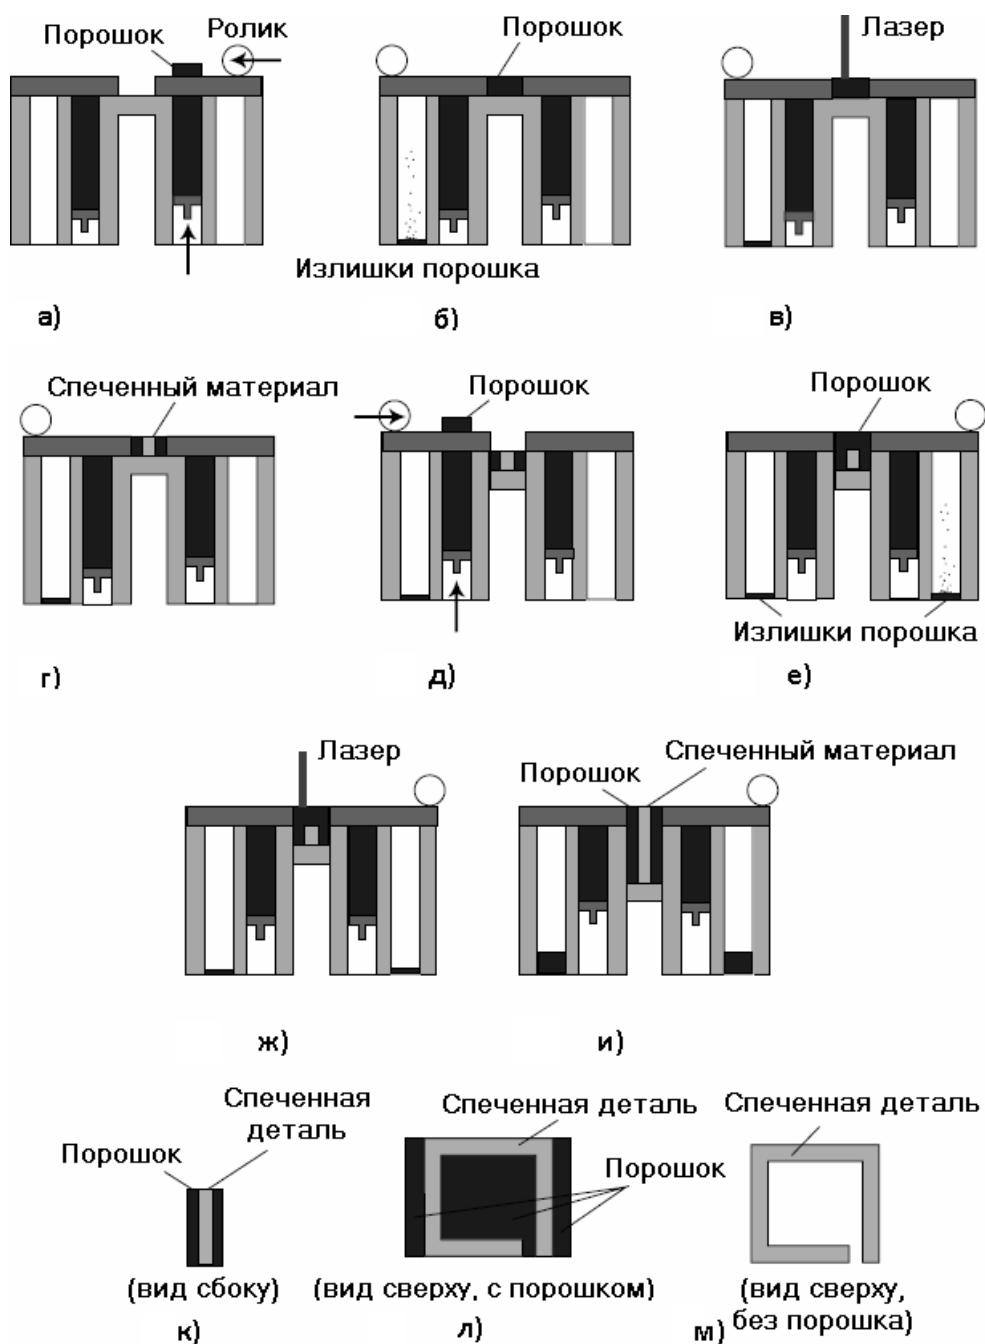 Порошок
Ролик
Порошок
Лазер
Излишки порошка
а)
б)
в)
Спеченный материал
Порошок
Порошок
Излишки порошка
г)
д)
е)
Лазер
Порошок
Спеченный материал
ж)
и)
Порошок
Спеченная
деталь
Спеченная деталь
Порошок
Спеченная деталь
(вид сбоку)
(вид сверху, с порошком)
(вид сверху,
без порошка)
к)
л)
м)